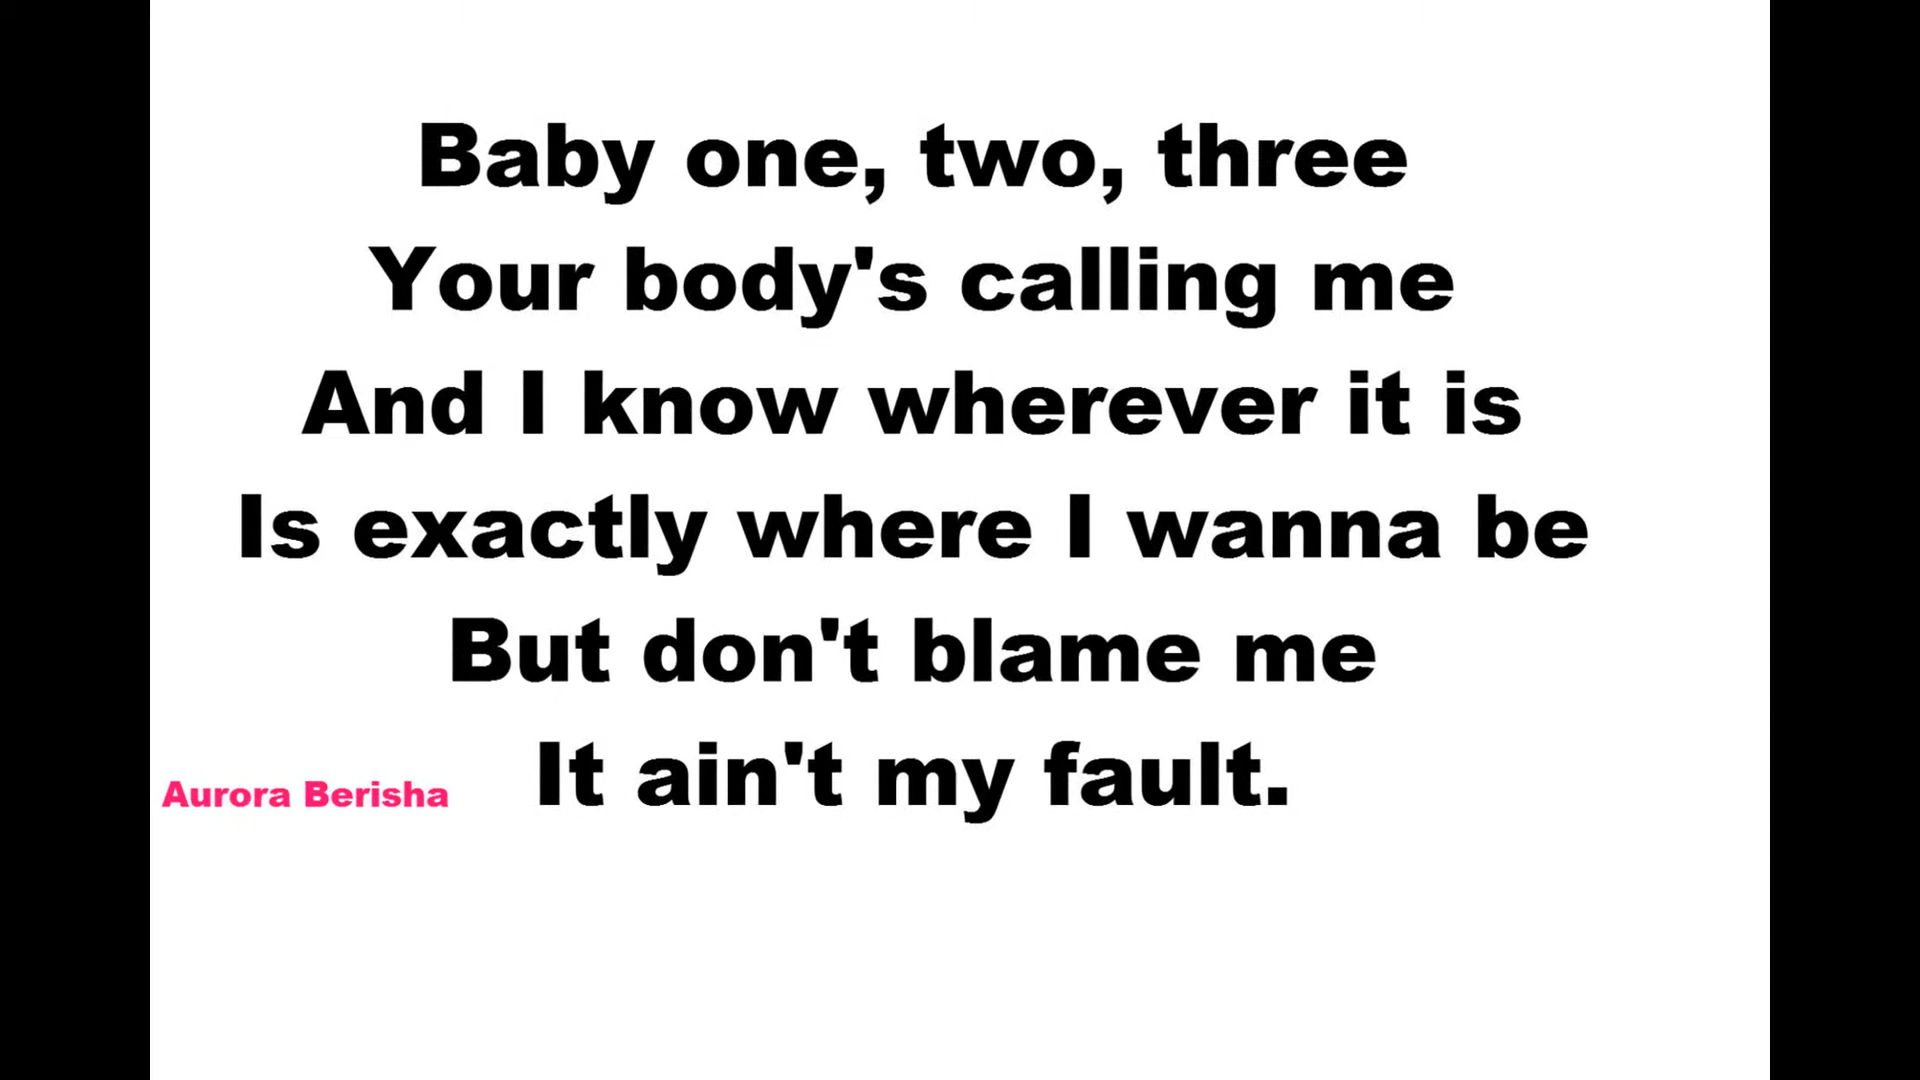 Baby one, two, three
Your body's calling me
And I know wherever it is
Is exactly where I wanna be
But don't blame me
It ain't my fault.
Aurora Berisha